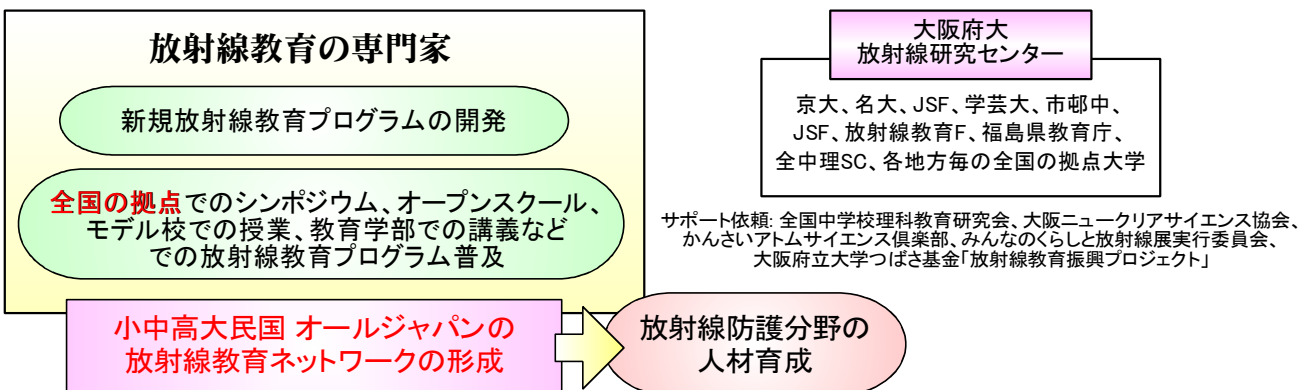 放射線教育の専門家
新規放射線教育プログラムの開発
全国の拠点でのシンポジウム、オープンスクール、
モデル校での授業、教育学部での講義など
での放射線教育プログラム普及
小中高大民国 オールジャパンの
放射線教育ネットワークの形成
放射線防護分野の
人材育成
大阪府大
放射線研究センター
京大、名大、JSF、学芸大、市邨中、
JSF、放射線教育F、福島県教育庁、
全中理SC、各地方毎の全国の拠点大学
サポート依頼: 全国中学校理科教育研究会、大阪ニュークリアサイエンス協会、
かんさいアトムサイエンス倶楽部、みんなのくらしと放射線展実行委員会、
大阪府立大学つばさ基金「放射線教育振興プロジェクト」